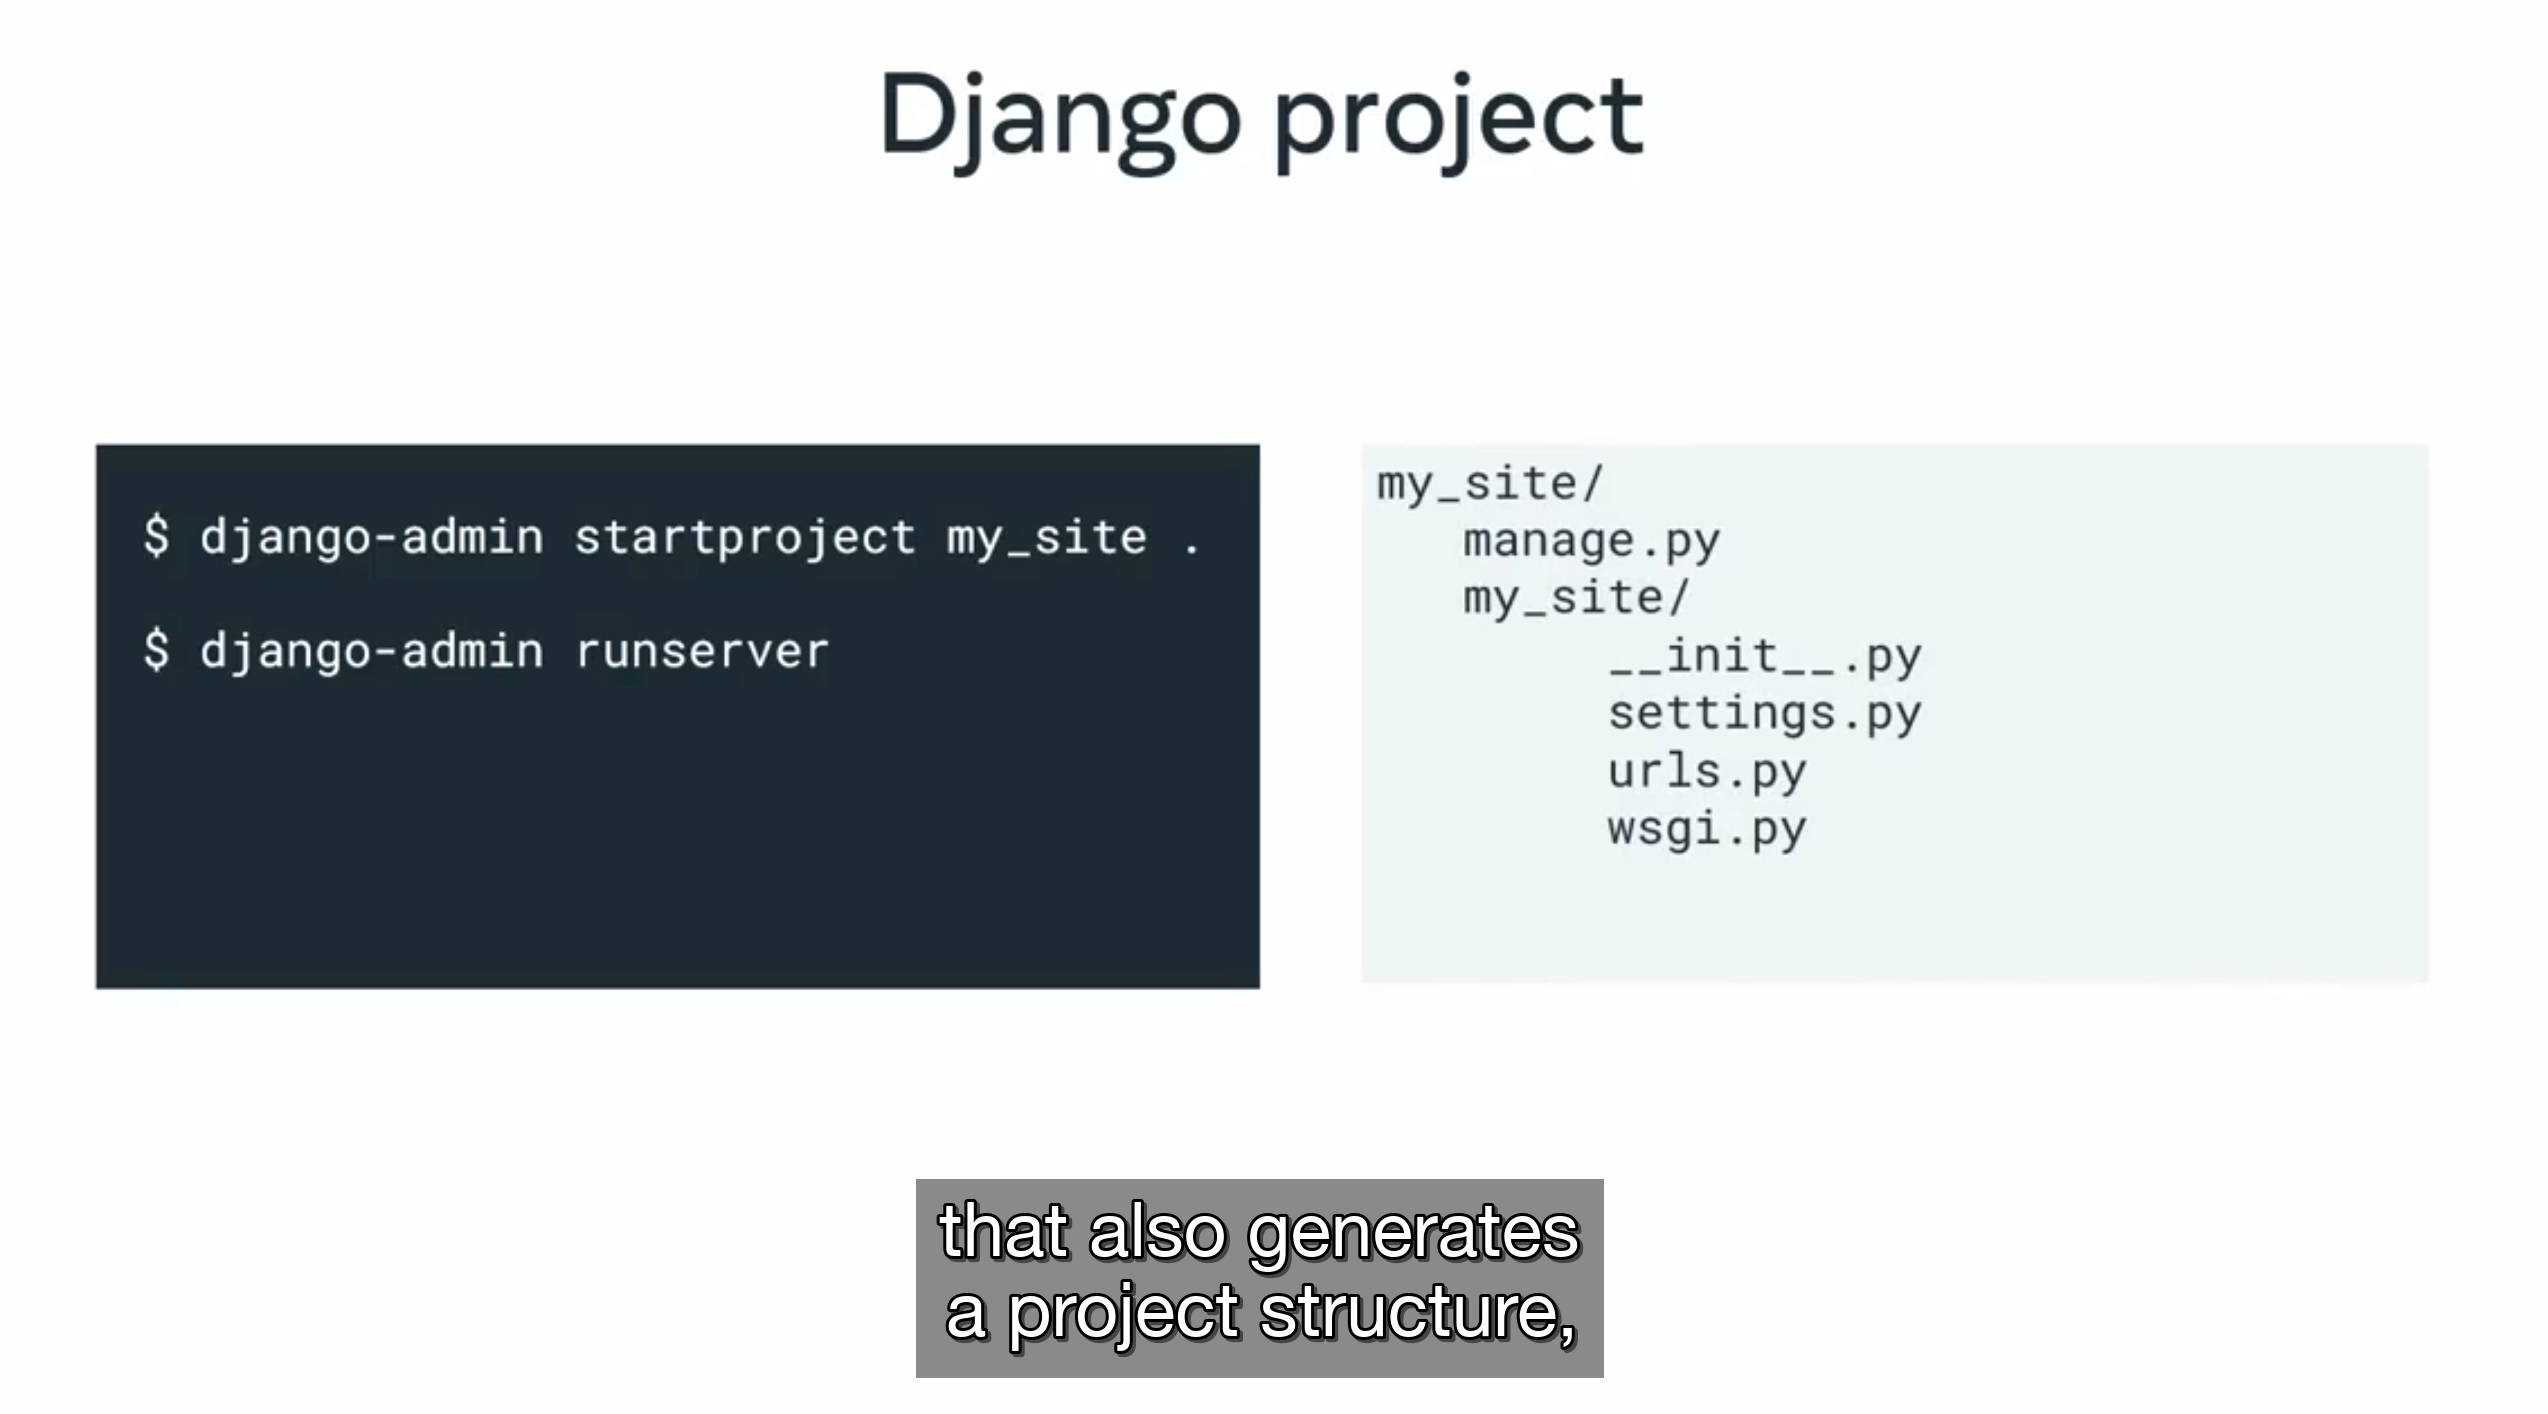 Django project
$ django-admin startproject my_site .
$ django-admin runserver
my_site/
manage.py
my_site/
__init__.py
settings.py
urls.py
wsgi.py
that also generates
a project structure,